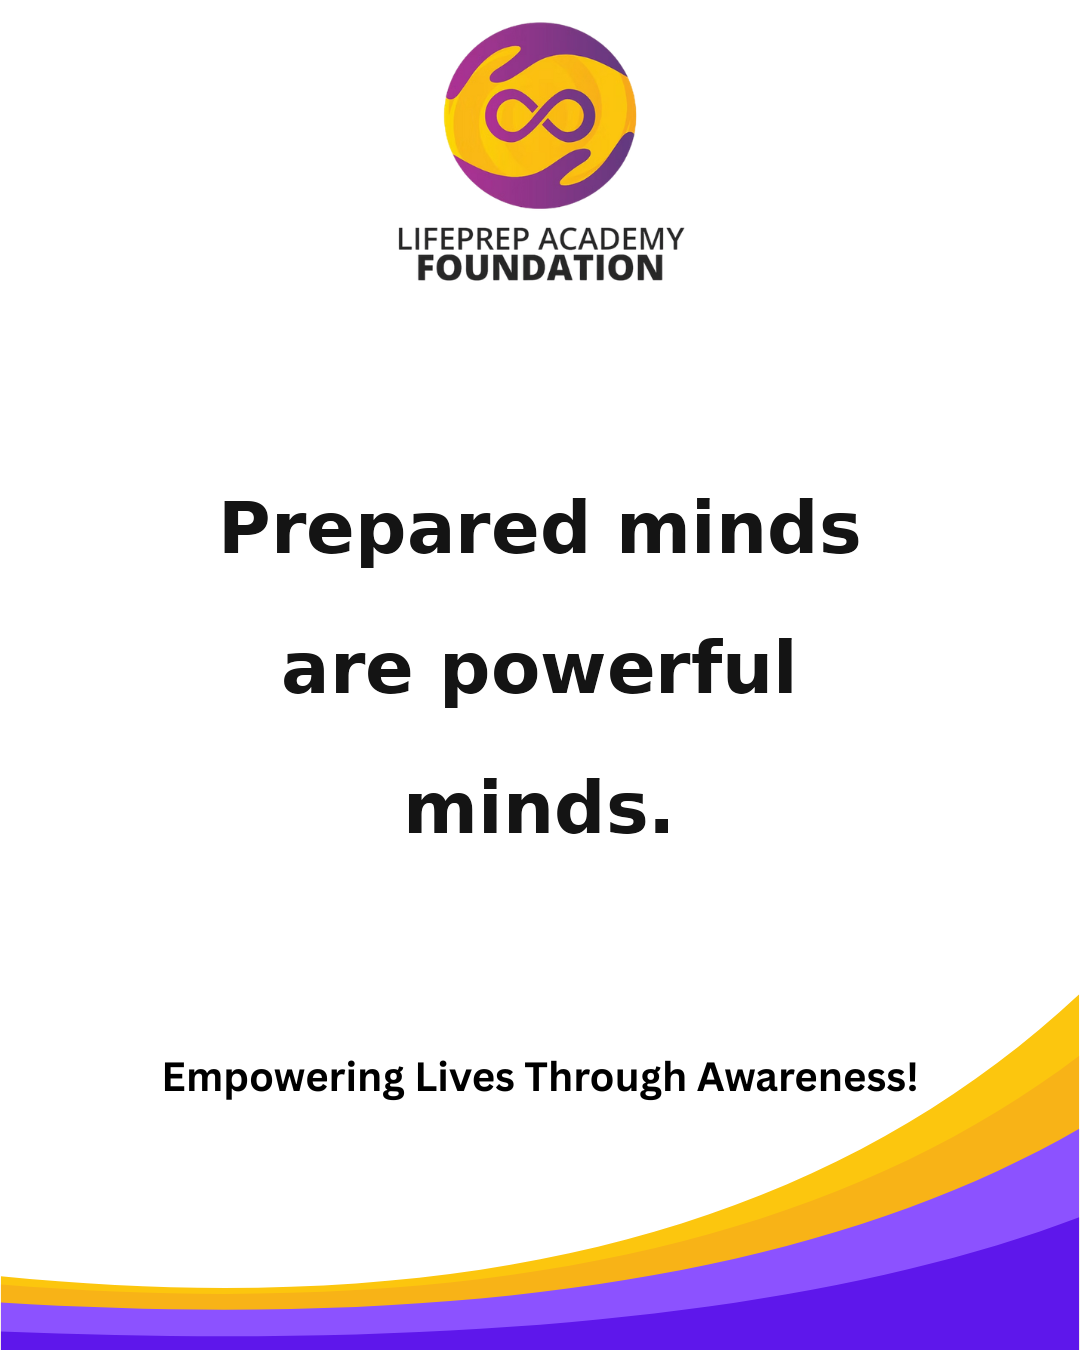 LIFEPREP ACADEMY
FOUNDATION
Prepared minds
are powerful
minds.
Empowering Lives Through Awareness!